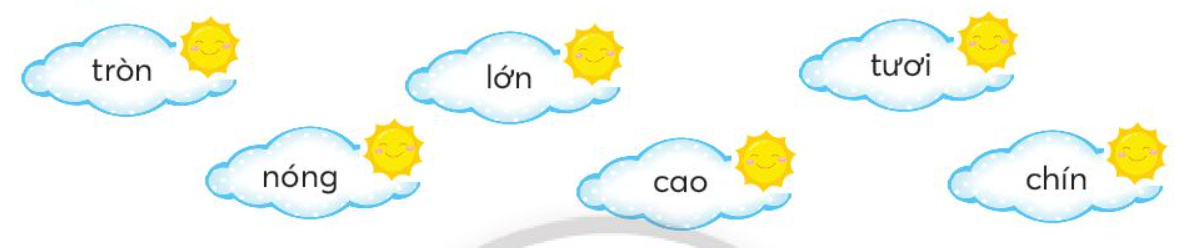 tròn
lớn
tươi
nóng
cao
chín